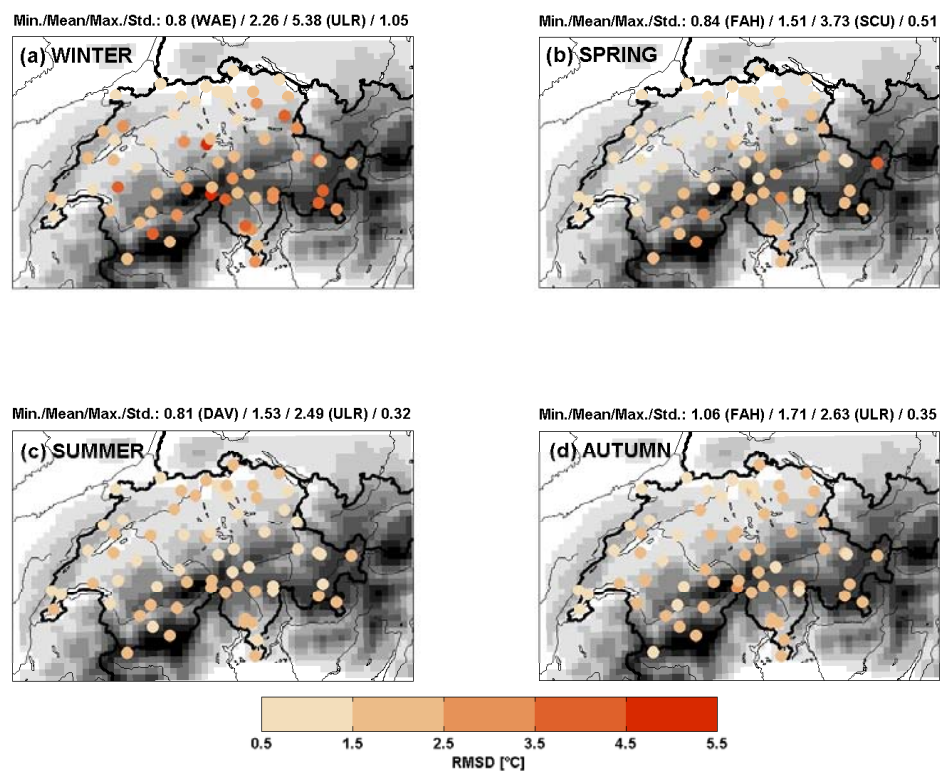 Min./Mean/Max./Std.: 0.8 (WAE) / 2.26 / 5.38 (ULR) / 1.05
Min./Mean/Max./Std.: 0.84 (FAH) / 1.51 / 3.73 (SCU) / 0.51
(a) WINTER
(b) SPRING
Min./Mean/Max./Std.: 0.81 (DAV) / 1.53 / 2.49 (ULR) / 0.32
Min./Mean/Max./Std.: 1.06 (FAH) / 1.71 / 2.63 (ULR) / 0.35
(c) SUMMER
(d) AUTUMN
0.5 1.5 2.5 3.5 4.5 5.5
RMSD [°C]